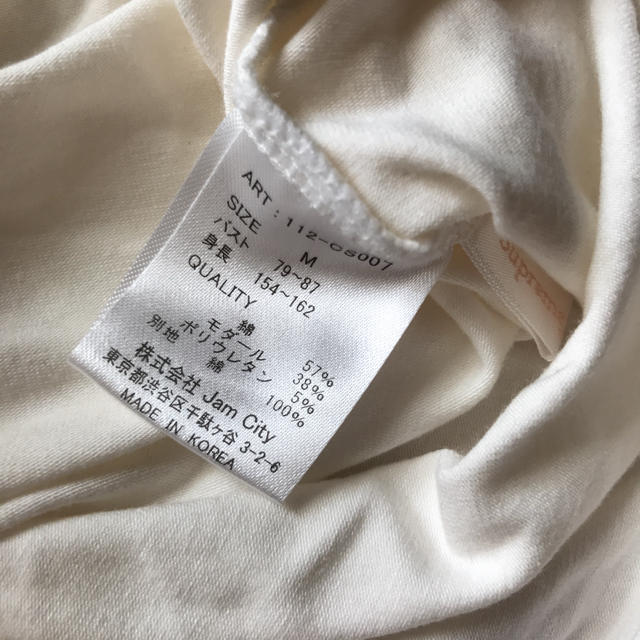 ART : 112-CS007
SIZE M
バスト 79~87
身長 154~162
QUALITY
綿 57%
モダール 38%
ポリウレタン 5%
別地 綿 100%
株式会社 Jam City
東京都渋谷区千駄ヶ谷 3-2-6
MADE IN KOREA
Supreme